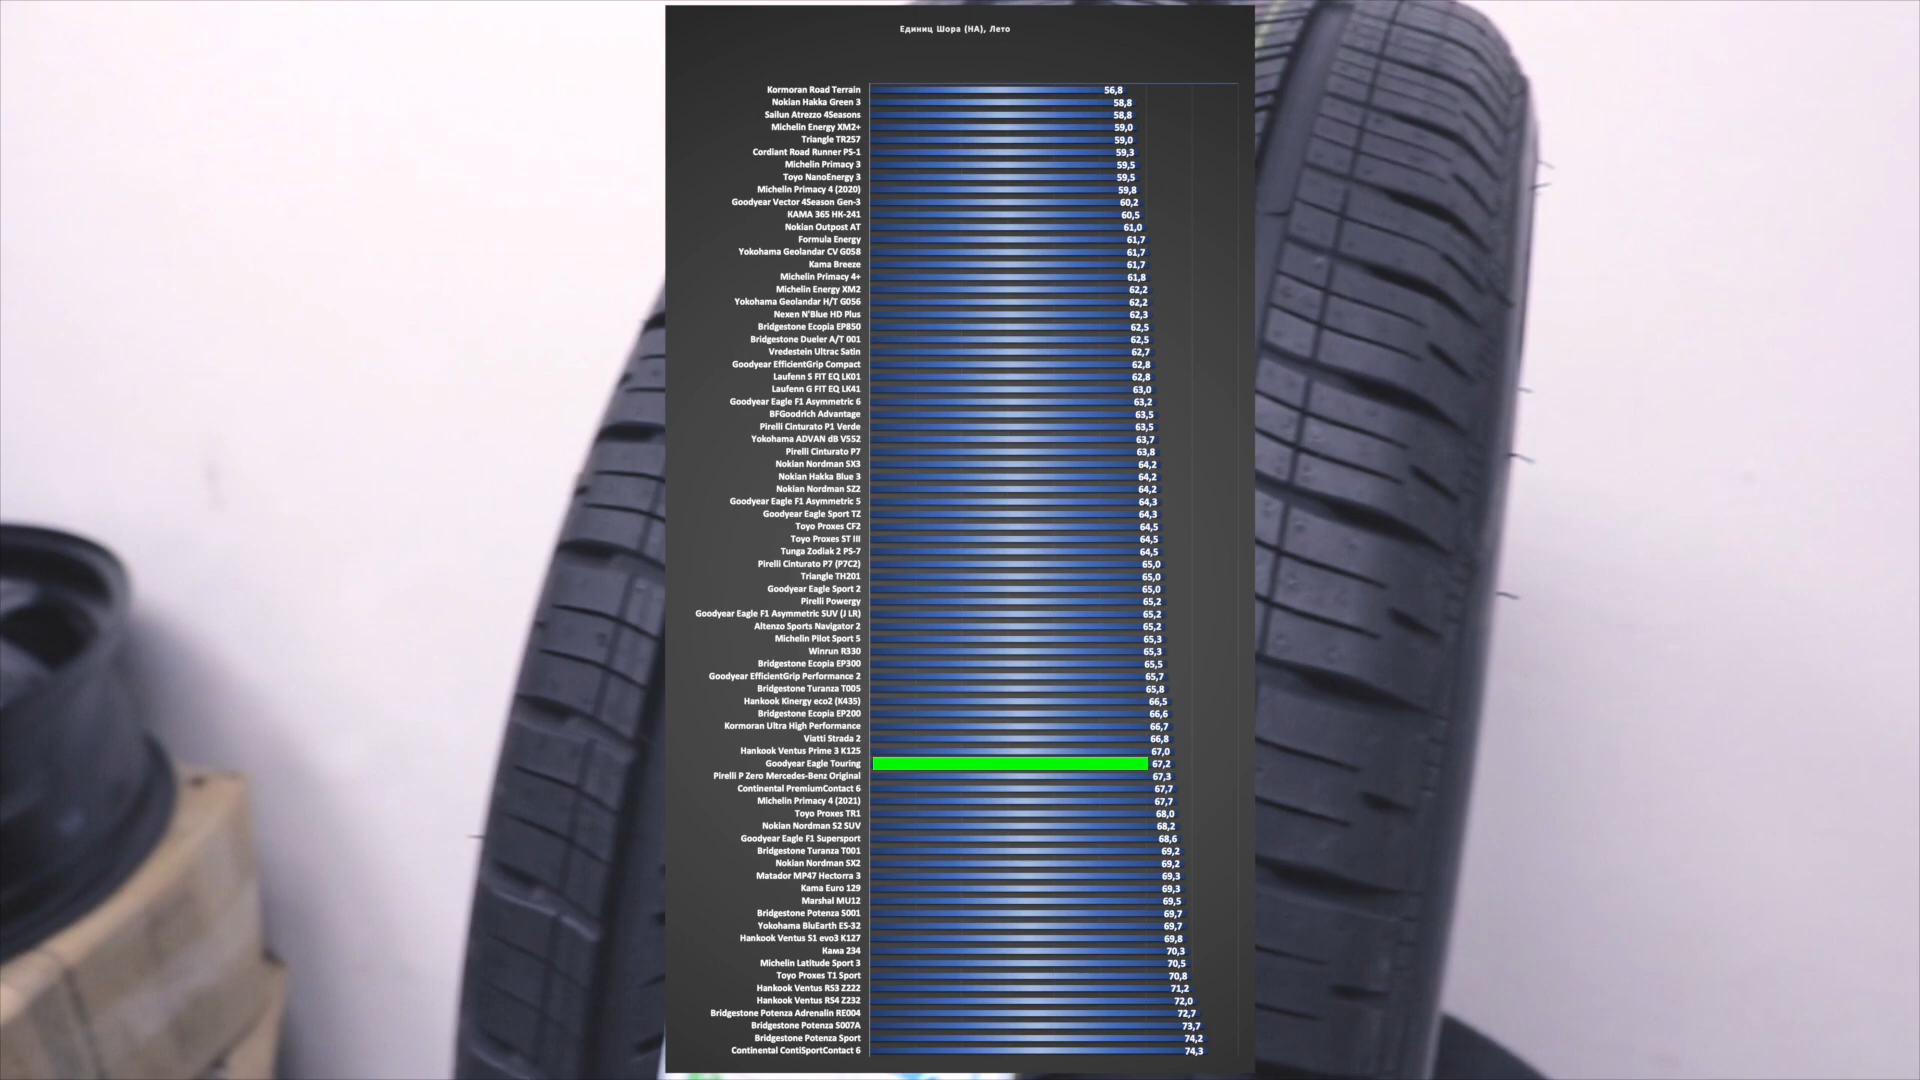 Единиц Шора (HA), Лето
Kormoran Road Terrain 56,8
Nokian Hakka Green 3 58,8
Sailun Atrezzo 4Seasons 58,8
Michelin Energy XM2+ 59,0
Triangle TR257 59,0
Cordiant Road Runner PS-1 59,3
Michelin Primacy 3 59,5
Toyo NanoEnergy 3 59,5
Michelin Primacy 4 (2020) 59,8
Goodyear Vector 4Season Gen-3 60,2
KAMA 365 НК-241 60,5
Nokian Outpost AT 61,0
Formula Energy 61,7
Yokohama Geolandar CV G058 61,7
Kama Breeze 61,7
Michelin Primacy 4+ 61,8
Michelin Energy XM2 62,2
Yokohama Geolandar H/T G056 62,2
Nexen N'Blue HD Plus 62,3
Bridgestone Ecopia EP850 62,5
Bridgestone Dueler A/T 001 62,5
Vredestein Ultrac Satin 62,7
Goodyear EfficientGrip Compact 62,8
Laufenn S FIT EQ LK01 62,8
Laufenn G FIT EQ LK41 63,0
Goodyear Eagle F1 Asymmetric 6 63,2
BFGoodrich Advantage 63,5
Pirelli Cinturato P1 Verde 63,5
Yokohama ADVAN dB V552 63,7
Pirelli Cinturato P7 63,8
Nokian Nordman SX3 64,2
Nokian Hakka Blue 3 64,2
Nokian Nordman SZ2 64,2
Goodyear Eagle F1 Asymmetric 5 64,3
Goodyear Eagle Sport TZ 64,3
Toyo Proxes CF2 64,5
Toyo Proxes ST III 64,5
Tunga Zodiak 2 PS-7 64,5
Pirelli Cinturato P7 (P7C2) 65,0
Triangle TH201 65,0
Goodyear Eagle Sport 2 65,0
Pirelli Powergy 65,2
Goodyear Eagle F1 Asymmetric SUV (J LR) 65,2
Altenzo Sports Navigator 2 65,2
Michelin Pilot Sport 5 65,3
Winrun R330 65,3
Bridgestone Ecopia EP300 65,5
Goodyear EfficientGrip Performance 2 65,7
Bridgestone Turanza T005 65,8
Hankook Kinergy eco2 (K435) 66,5
Bridgestone Ecopia EP200 66,6
Kormoran Ultra High Performance 66,7
Viatti Strada 2 66,8
Hankook Ventus Prime 3 K125 67,0
Goodyear Eagle Touring 67,2
Pirelli P Zero Mercedes-Benz Original 67,3
Continental PremiumContact 6 67,7
Michelin Primacy 4 (2021) 67,7
Toyo Proxes TR1 68,0
Nokian Nordman S2 SUV 68,2
Goodyear Eagle F1 Supersport 68,6
Bridgestone Turanza T001 69,2
Nokian Nordman SX2 69,2
Matador MP47 Hectorra 3 69,3
Kama Euro 129 69,3
Marshal MU12 69,5
Bridgestone Potenza S001 69,7
Yokohama BluEarth ES-32 69,7
Hankook Ventus S1 evo3 K127 69,8
Кама 234 70,3
Michelin Latitude Sport 3 70,5
Toyo Proxes T1 Sport 70,8
Hankook Ventus RS3 Z222 71,2
Hankook Ventus RS4 Z232 72,0
Bridgestone Potenza Adrenalin RE004 72,7
Bridgestone Potenza S007A 73,7
Bridgestone Potenza Sport 74,2
Continental ContiSportContact 6 74,3